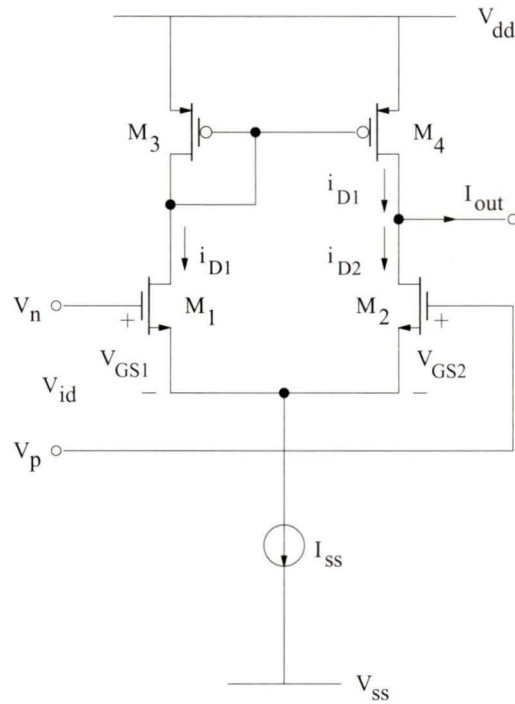 V_dd
M_3
M_4
i_D1
I_out
i_D1
i_D2
V_n
+
M_1
M_2
+
V_GS1
V_GS2
V_id
−
−
V_p
I_ss
V_ss